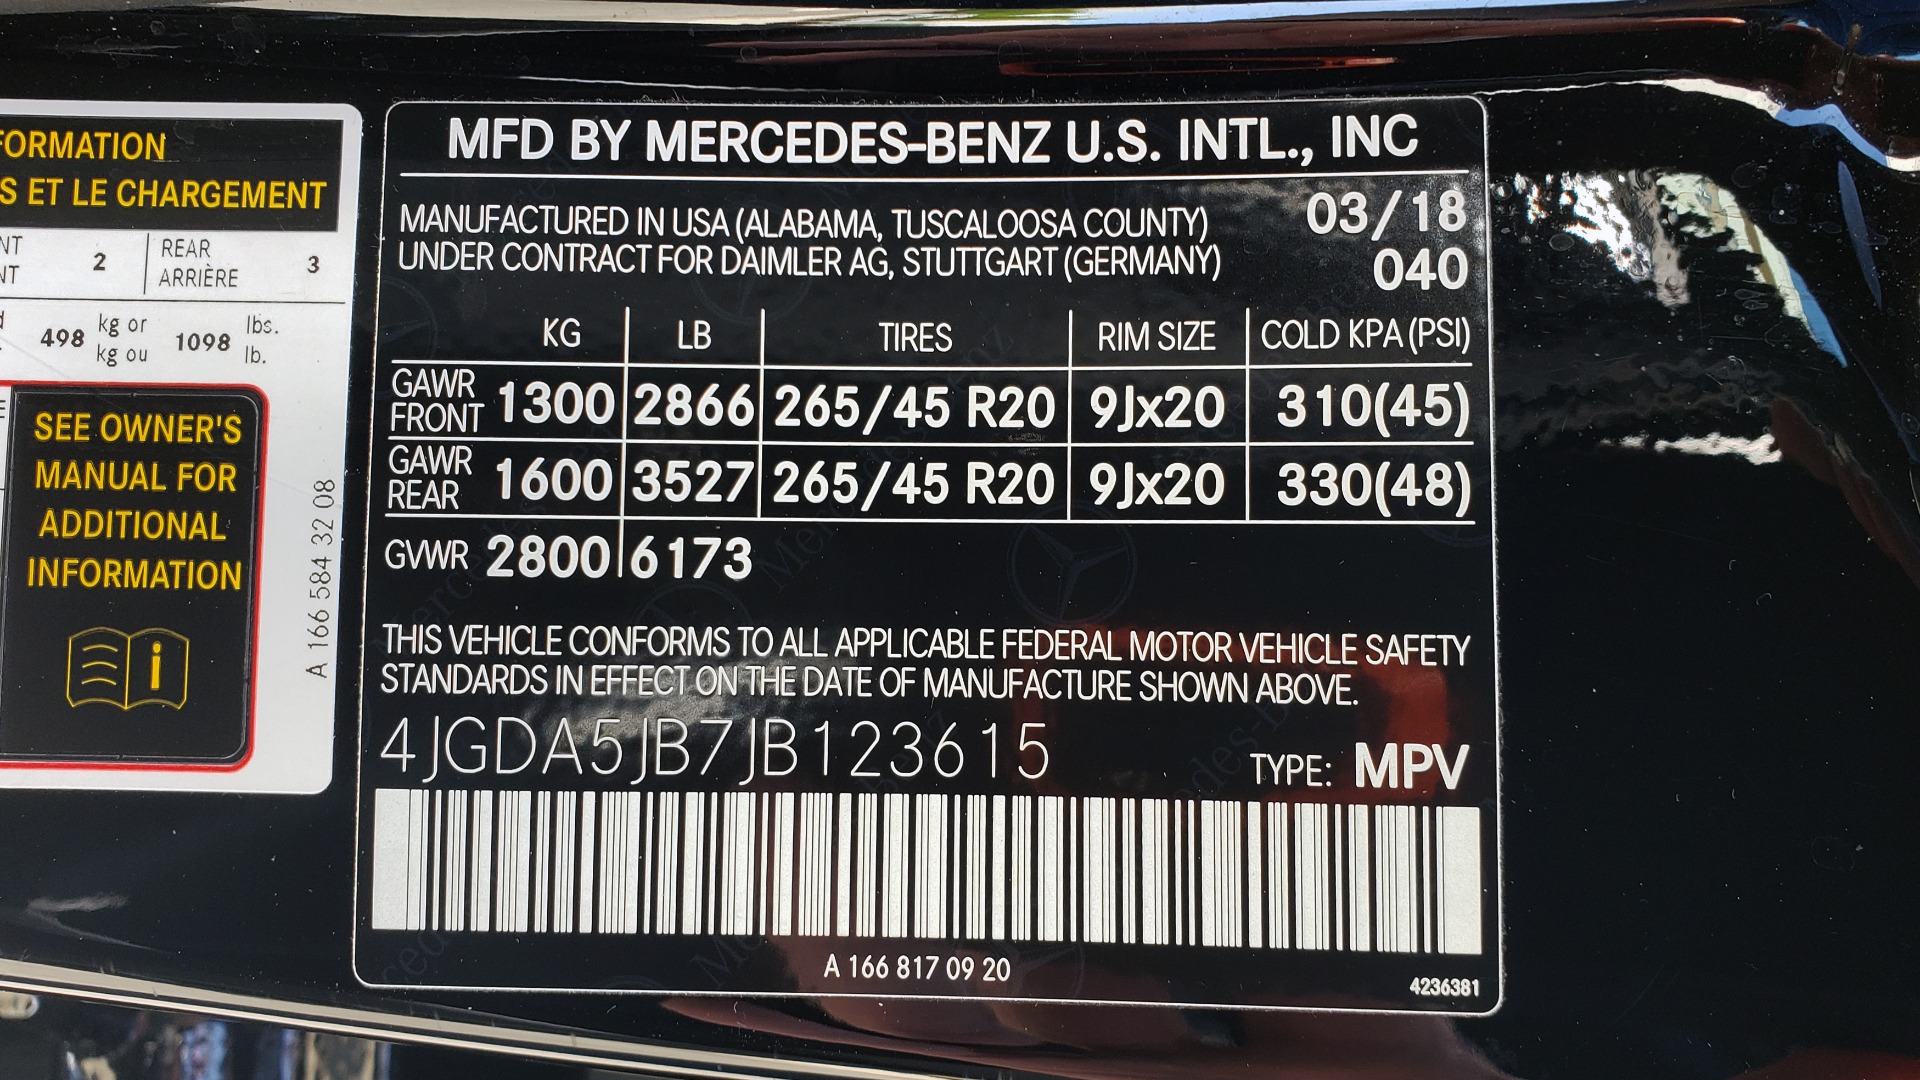 FORMATION
S ET LE CHARGEMENT
NT 2 REAR 3
NT ARRIÈRE
498 kg or 1098 lbs.
kg ou lb.
SEE OWNER'S
MANUAL FOR
ADDITIONAL
INFORMATION
i
A 166 584 32 08
MFD BY MERCEDES-BENZ U.S. INTL., INC
MANUFACTURED IN USA (ALABAMA, TUSCALOOSA COUNTY) 03/18
UNDER CONTRACT FOR DAIMLER AG, STUTTGART (GERMANY) 040
KG LB TIRES RIM SIZE COLD KPA (PSI)
GAWR FRONT 1300 2866 265/45 R20 9Jx20 310(45)
GAWR REAR 1600 3527 265/45 R20 9Jx20 330(48)
GVWR 2800 6173
THIS VEHICLE CONFORMS TO ALL APPLICABLE FEDERAL MOTOR VEHICLE SAFETY
STANDARDS IN EFFECT ON THE DATE OF MANUFACTURE SHOWN ABOVE.
4JGDA5JB7JB123615 TYPE: MPV
A 166 817 09 20
4236381